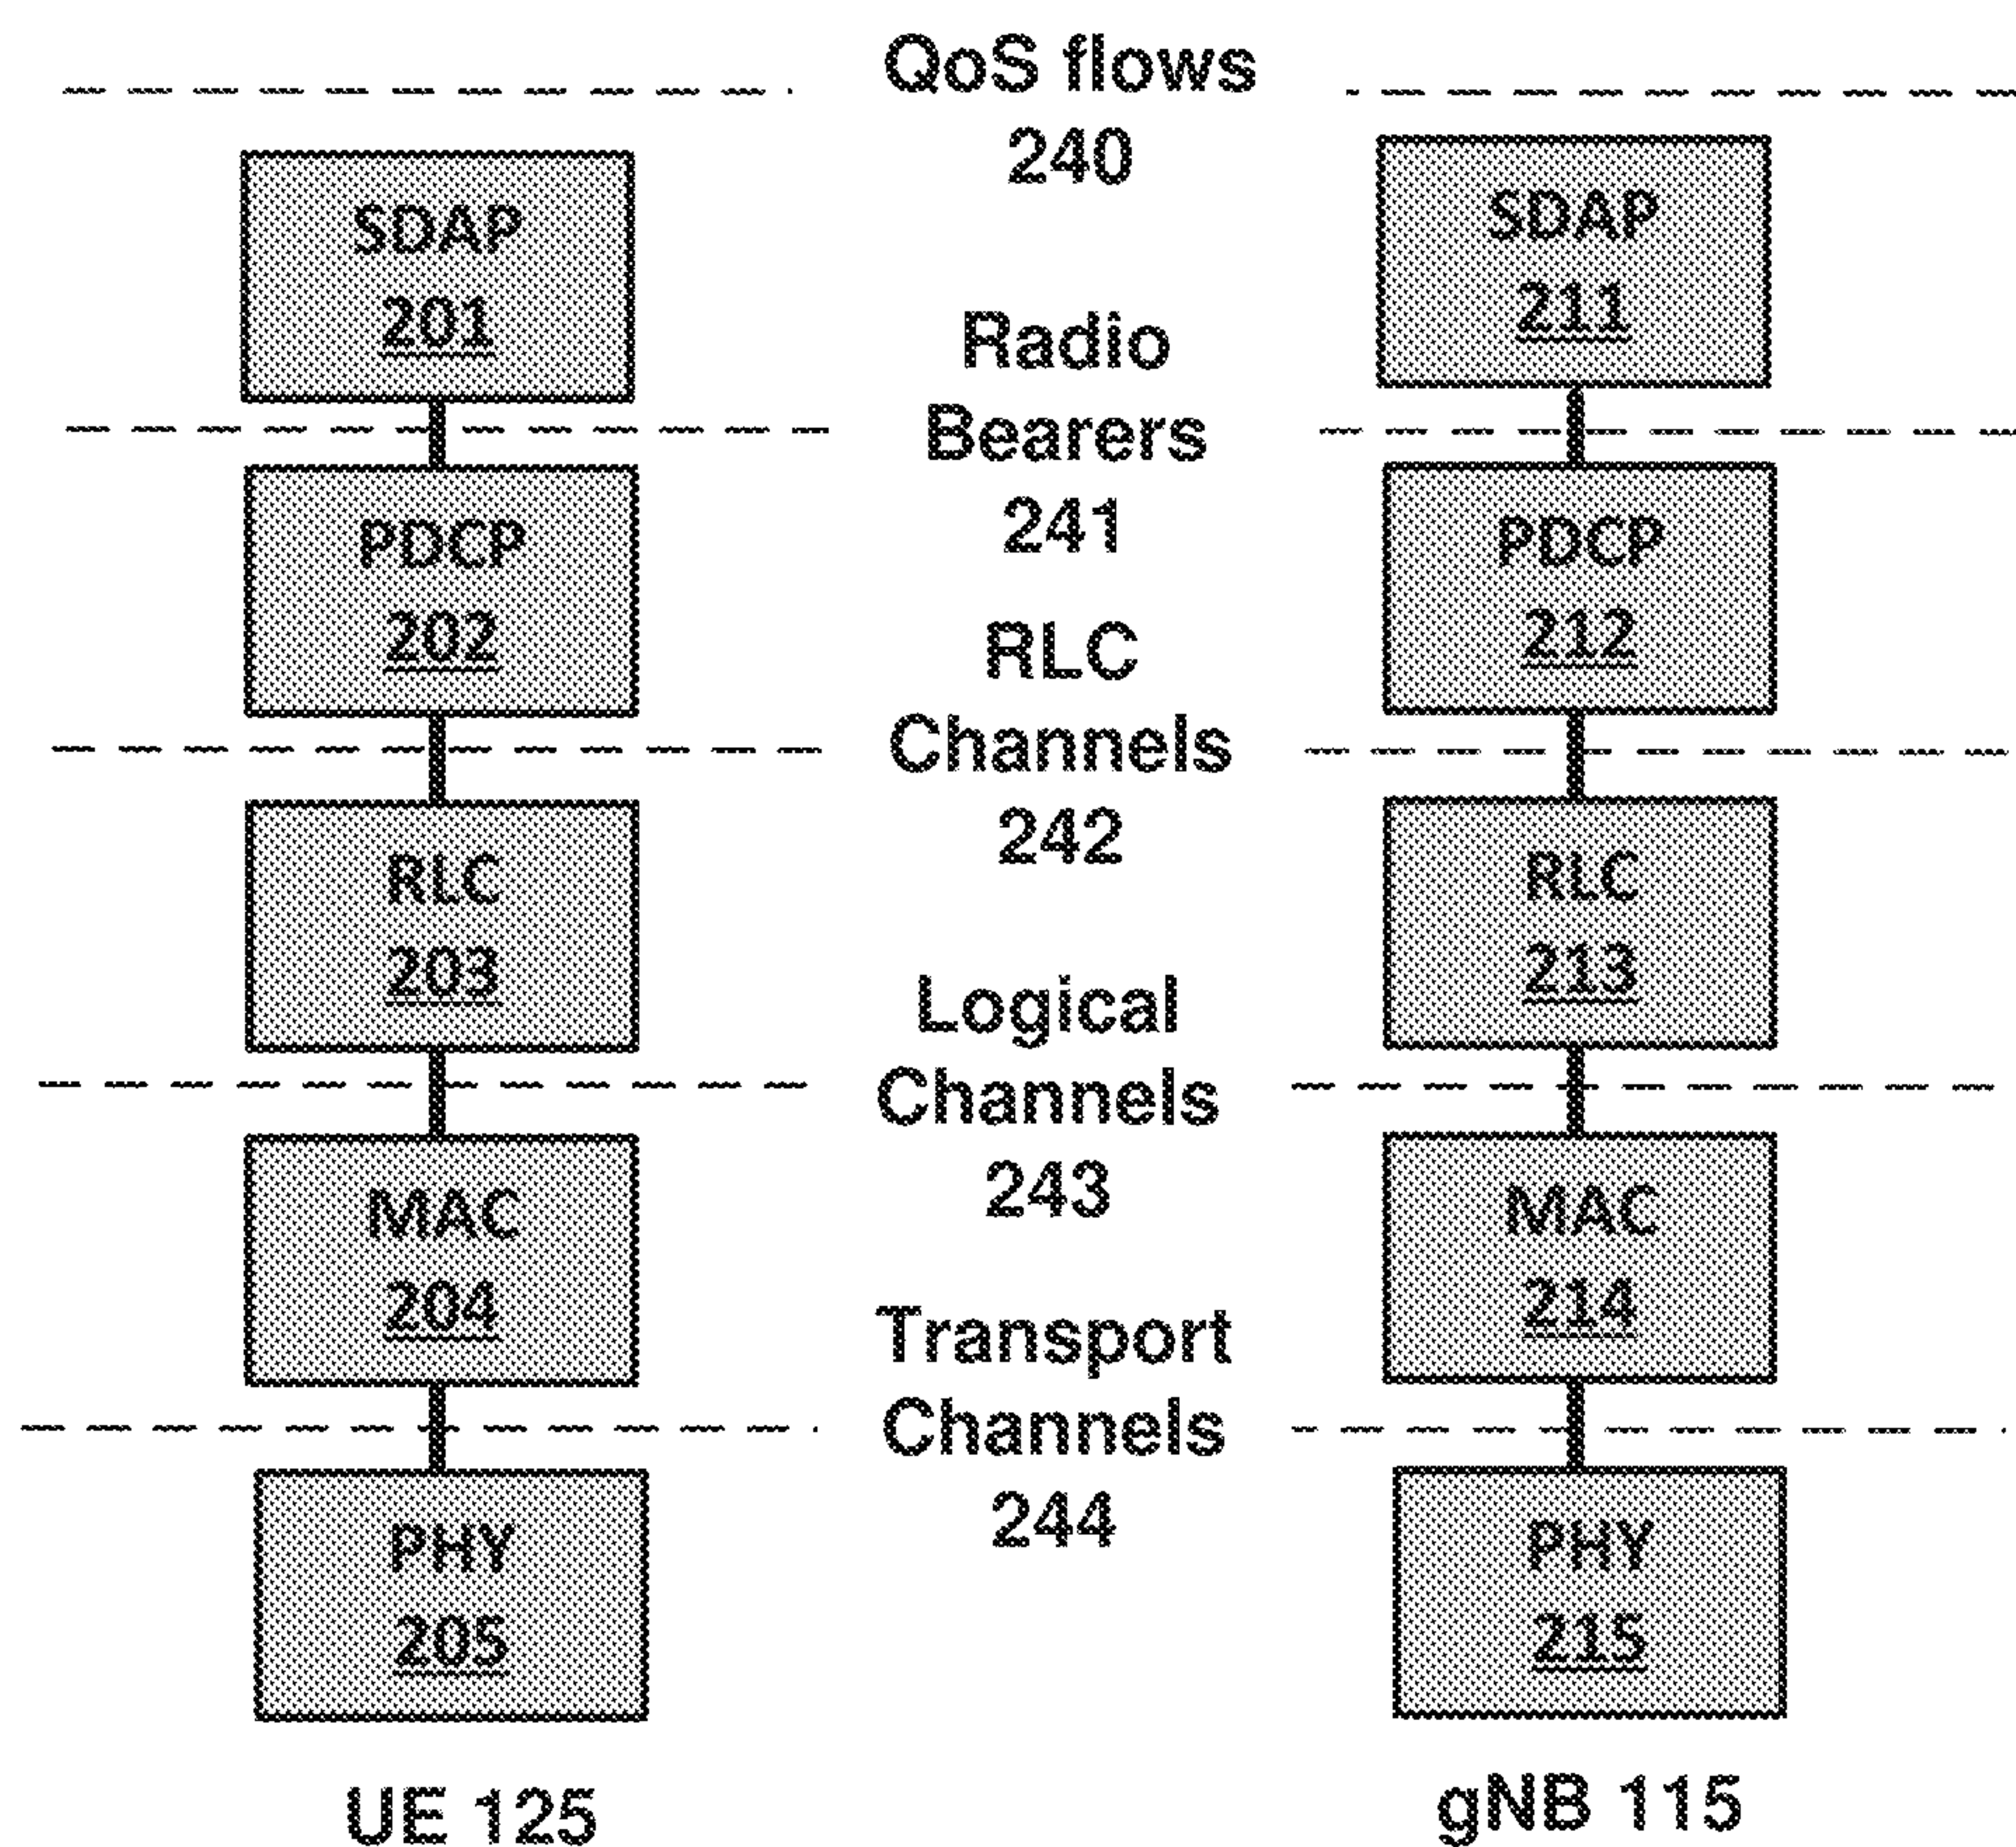 QoS flows
240
SDAP
201
SDAP
211
Radio
Bearers
241
PDCP
202
PDCP
212
RLC
Channels
242
RLC
203
RLC
213
Logical
Channels
243
MAC
204
MAC
214
Transport
Channels
244
PHY
205
PHY
215
UE 125
gNB 115